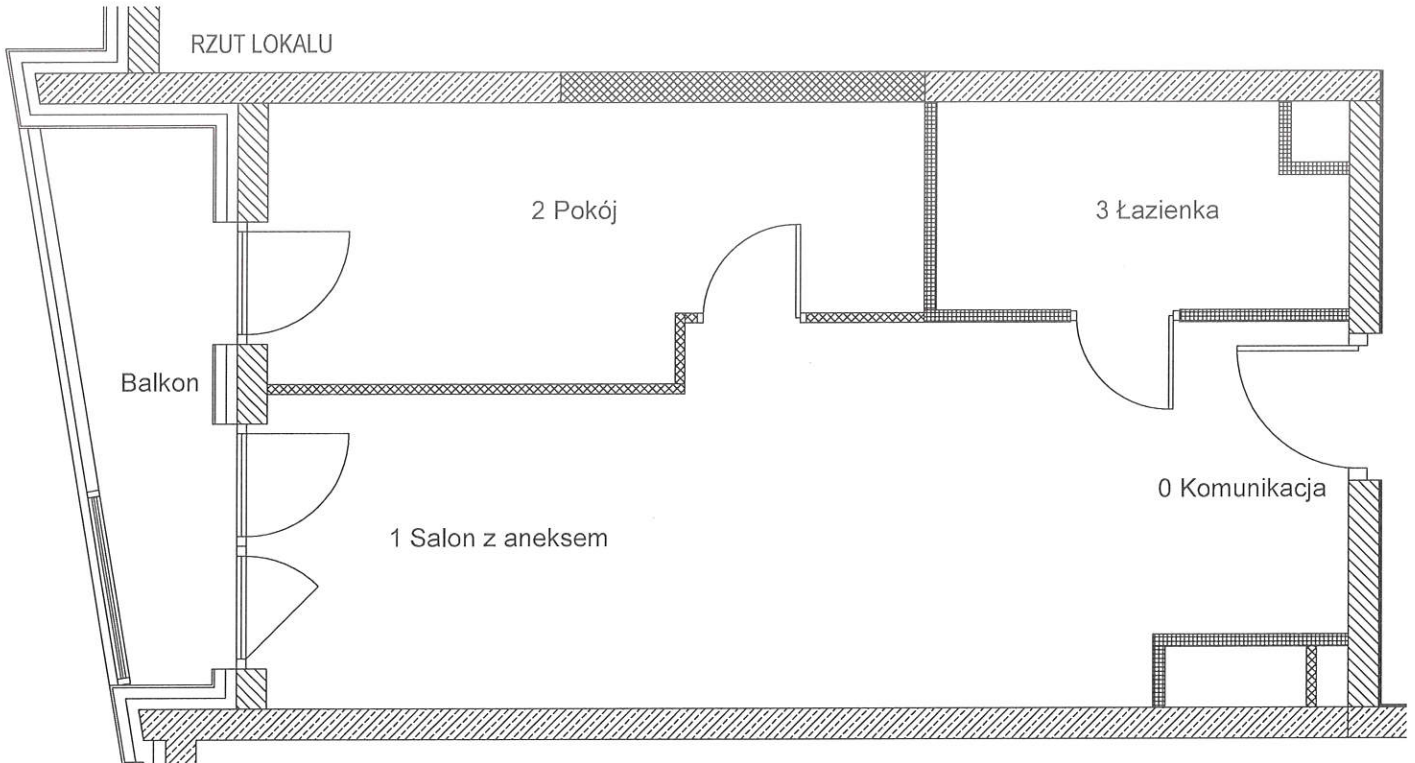 RZUT LOKALU
2 Pokój
3 Łazienka
Balkon
0 Komunikacja
1 Salon z aneksem